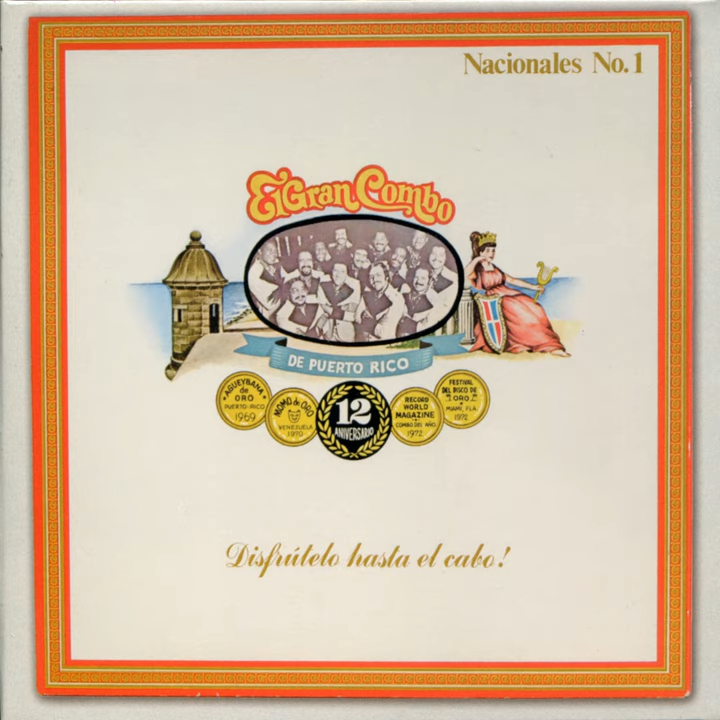 Nacionales No. 1
El Gran Combo
DE PUERTO RICO
AGUEYBANA
de
ORO
PUERTO RICO
1969
MOMO de ORO
VENEZUELA
1970
12
ANIVERSARIO
RECORD
WORLD
MAGAZINE
COMBO DEL AÑO
1972
FESTIVAL
DEL DISCO DE
"ORO"
MIAMI, FLA.
1972
Disfrútelo hasta el cabo!